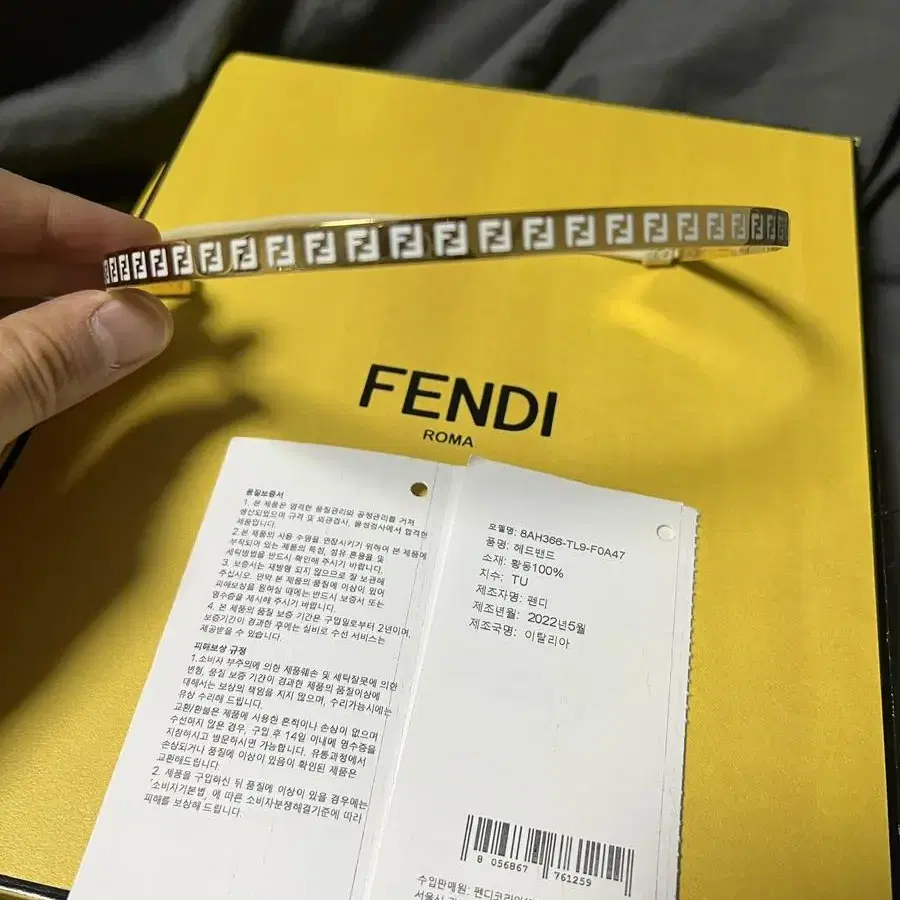 FENDI
ROMA
품질보증서
1. 본 제품은 엄격한 품질관리와 공정관리를 거쳐
생산되었으며 규격 및 외관검사, 물성검사에서 합격한
제품입니다.
2. 본 제품의 사용 수명을 연장시키기 위하여 본 제품에
부착되어 있는 제품의 특성, 섬유 혼용율 및
세탁방법을 반드시 확인해 주시기 바랍니다.
3. 보증서는 재발행 되지 않으므로 잘 보관해
주십시오. 만약 본 제품의 품질에 이상이 있어
피해보상을 원하실 때에는 반드시 보증서 또는
영수증을 제시해 주시기 바랍니다.
4. 본 제품의 품질 보증 기간은 구입일로부터 2년이며,
보증기간이 경과한 후에는 실비로 수선 서비스는
제공받을 수 있습니다.
피해보상 규정
1.소비자 부주의에 의한 제품훼손 및 세탁잘못에 의한
변형, 품질 보증 기간이 경과한 제품의 품질이상에
대해서는 보상의 책임을 지지 않으며, 수리가능시에는
유상 수리해 드립니다.
교환/환불은 제품에 사용한 흔적이나 손상이 없으며
수선하지 않은 경우, 구입 후 14일 이내에 영수증을
지참하시고 방문하시면 가능합니다. 유통과정에서
손상되거나 품질에 이상이 있음이 확인된 제품은
교환해드립니다.
2. 제품을 구입하신 뒤 품질에 이상이 있을 경우에는
「소비자기본법」에 따른 소비자분쟁해결기준에 따라
피해를 보상해 드립니다.
모델명: 8AH366-TL9-F0A47
품명: 헤드밴드
소재: 황동100%
치수: TU
제조자명: 펜디
제조년월: 2022년5월
제조국명: 이탈리아
8 056867 761259
수입판매원: 펜디코리아
서울시